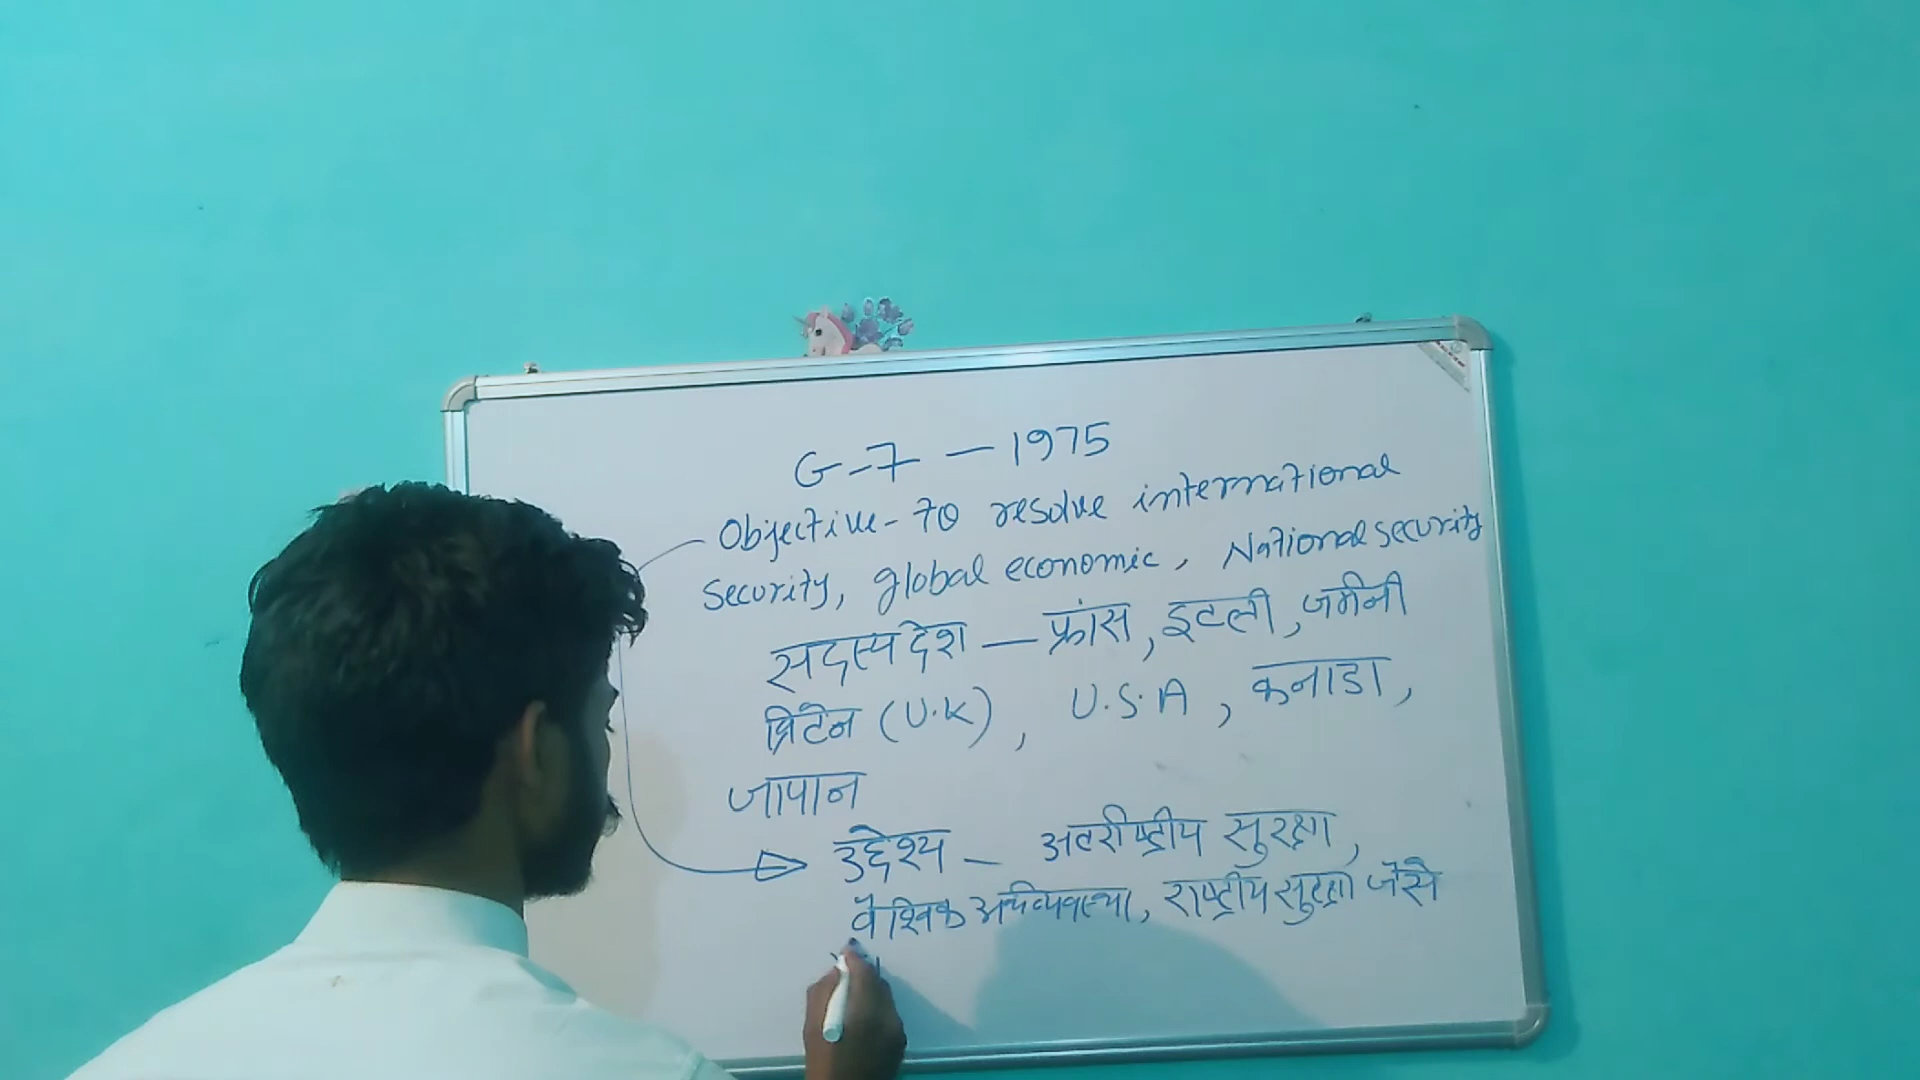 G-7 — 1975
Objective - To resolve international
security, global economic, National security
सदस्य देश — फ्रांस, इटली, जर्मनी
ब्रिटेन (U.K), U.S.A, कनाडा,
जापान
उद्देश्य — अतर्राष्ट्रीय सुरक्षा,
वैश्विक अर्थव्यवस्था, राष्ट्रीय सुरक्षा जैसे